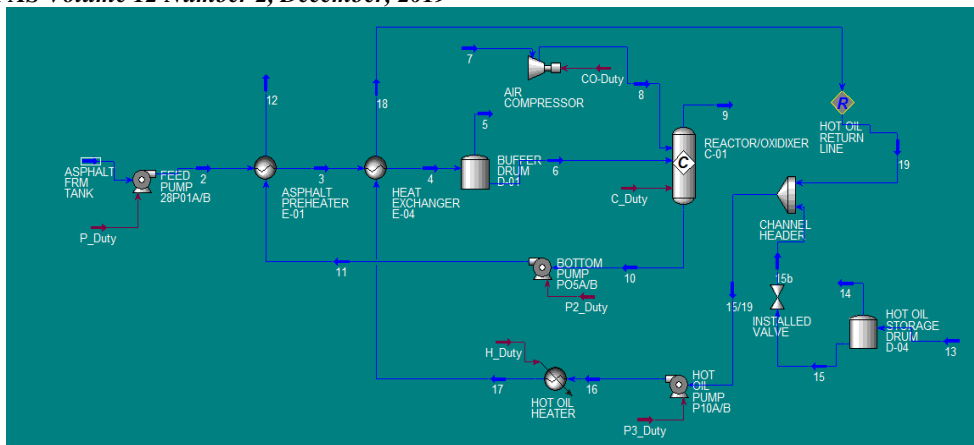 PAS Volume 12 Number 2, December, 2019
7
CO-Duty
AIR
COMPRESSOR
8
12
18
5
9
R
HOT OIL
RETURN
LINE
19
REACTOR/OXIDIXER
C-01
C
ASPHALT
FRM
TANK
FEED
PUMP
28P01A/B
P_Duty
2
3
ASPHALT
PREHEATER
E-01
HEAT
EXCHANGER
E-04
4
BUFFER
DRUM
D-01
6
C_Duty
CHANNEL
HEADER
11
BOTTOM
PUMP
PO5A/B
10
P2_Duty
15/19
15b
INSTALLED
VALVE
14
HOT OIL
STORAGE
DRUM
D-04
13
15
H_Duty
17
HOT OIL
HEATER
16
HOT
OIL
PUMP
P10A/B
P3_Duty